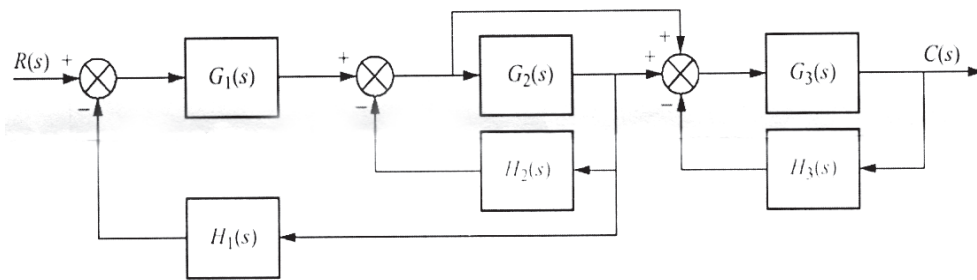 R(s) + − G₁(s) + − G₂(s) + + − G₃(s) C(s)
H₂(s) H₃(s)
H₁(s)